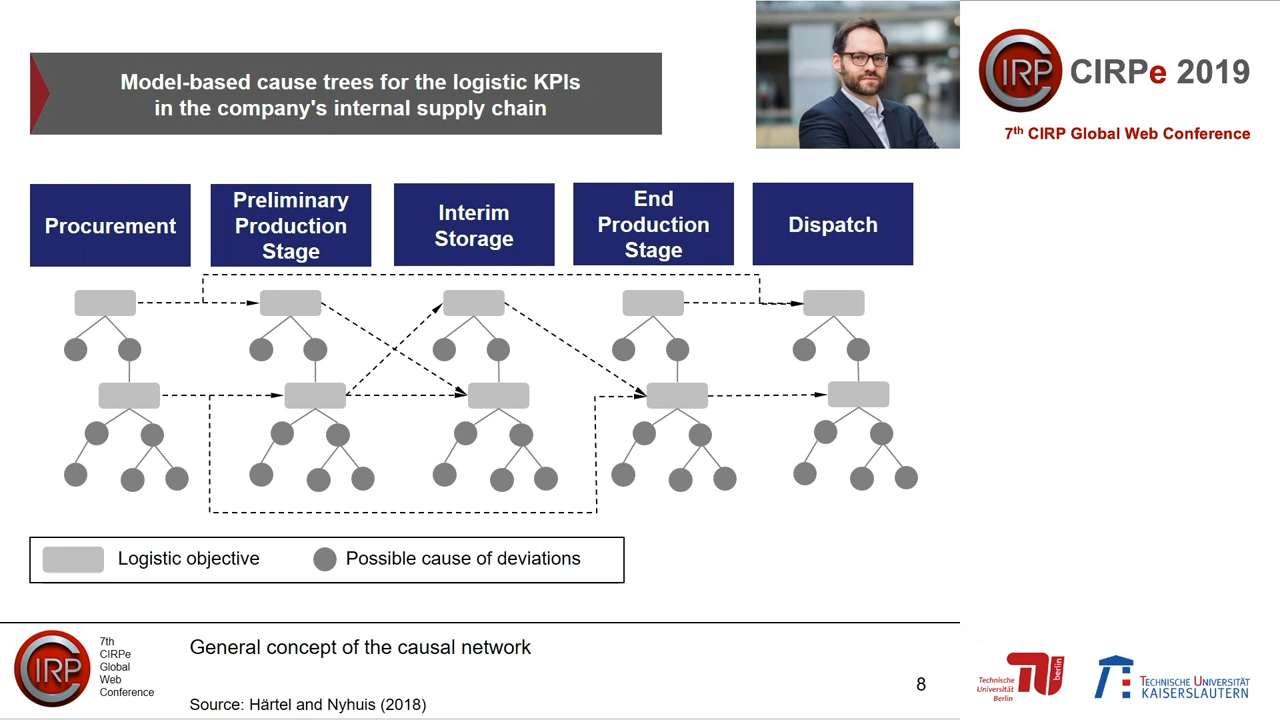 Model-based cause trees for the logistic KPIs
in the company's internal supply chain
CIRP
CIRPe 2019
7th CIRP Global Web Conference
Procurement
Preliminary
Production
Stage
Interim
Storage
End
Production
Stage
Dispatch
Logistic objective
Possible cause of deviations
CIRP
7th
CIRPe
Global
Web
Conference
General concept of the causal network
Source: Härtel and Nyhuis (2018)
8
Technische
Universität
Berlin
berlin
TECHNISCHE UNIVERSITÄT
KAISERSLAUTERN